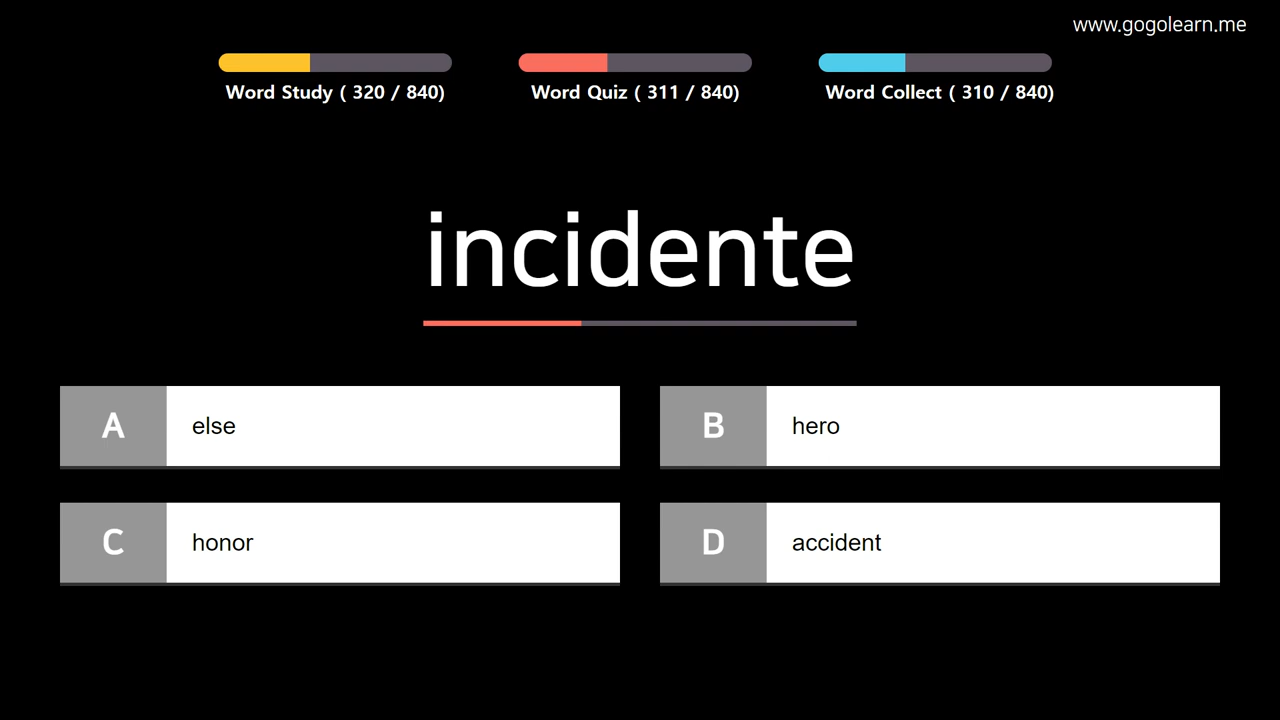 www.gogolearn.me
Word Study ( 320 / 840)
Word Quiz ( 311 / 840)
Word Collect ( 310 / 840)
incidente
A else
B hero
C honor
D accident